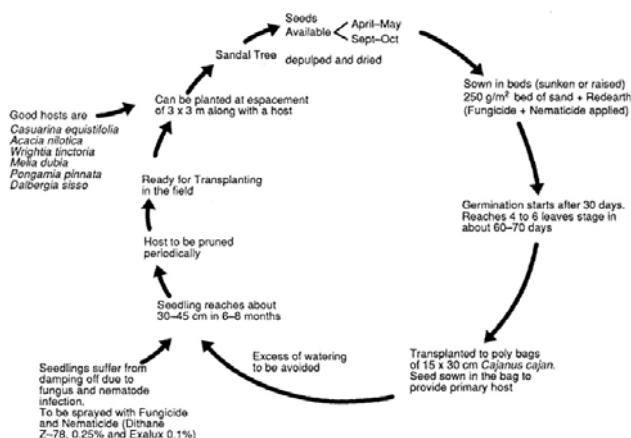 Seeds
Available
April–May
Sept–Oct
depulped and dried
Sown in beds (sunken or raised)
250 g/m² bed of sand + Redearth
(Fungicide + Nematicide applied)
Germination starts after 30 days.
Reaches 4 to 6 leaves stage in
about 60–70 days
Transplanted to poly bags
of 15 x 30 cm Cajanus cajan.
Seed sown in the bag to
provide primary host
Excess of watering
to be avoided
Seedling reaches about
30–45 cm in 6–8 months
Seedlings suffer from
damping off due to
fungus and nematode
infection.
To be sprayed with Fungicide
and Nematicide (Dithane
Z–78, 0.25% and Exalux 0.1%)
Host to be pruned
periodically
Ready for Transplanting
in the field
Can be planted at espacement
of 3 x 3 m along with a host
Good hosts are
Casuarina equistifolia
Acacia nilotica
Wrightia tinctoria
Melia dubia
Pongamia pinnata
Dalbergia sisso
Sandal Tree